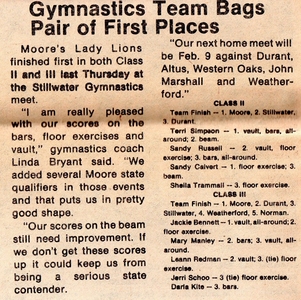 Gymnastics Team Bags
Pair of First Places
Moore's Lady Lions
finished first in both Class
II and III last Thursday at
the Stillwater Gymnastics
meet.
"I am really pleased
with our scores on the
bars, floor exercises and
vault," gymnastics coach
Linda Bryant said. "We
added several Moore state
qualifiers in those events
and that puts us in pretty
good shape.
"Our scores on the beam
still need improvement. If
we don't get these scores
up it could keep us from
being a serious state
contender.
"Our next home meet will
be Feb. 9 against Durant,
Altus, Western Oaks, John
Marshall and Weather-
ford."
CLASS II
Team Finish -- 1. Moore, 2. Stillwater,
3. Durant.
Terri Simpson -- 1. vault, bars, all-
around; 2. beam.
Sandy Russell -- 2. vault, floor
exercise; 3. bars, all-around.
Sandy Calvert -- 1. floor exercise; 3.
beam.
Sheila Trammall -- 3. floor exercise.
CLASS III
Team Finish -- 1. Moore, 2. Durant, 3.
Stillwater, 4. Weatherford, 5. Norman.
Jackie Bennett -- 1. vault, all-around, 2.
bars.
Mary Manley -- 2. bars; 3. vault, all-
around.
Leann Redman -- 2. vault; 3 (tie) floor
exercise.
Jerri Schoo -- 3 (tie) floor exercise.
Darla Kite -- 3. bars.